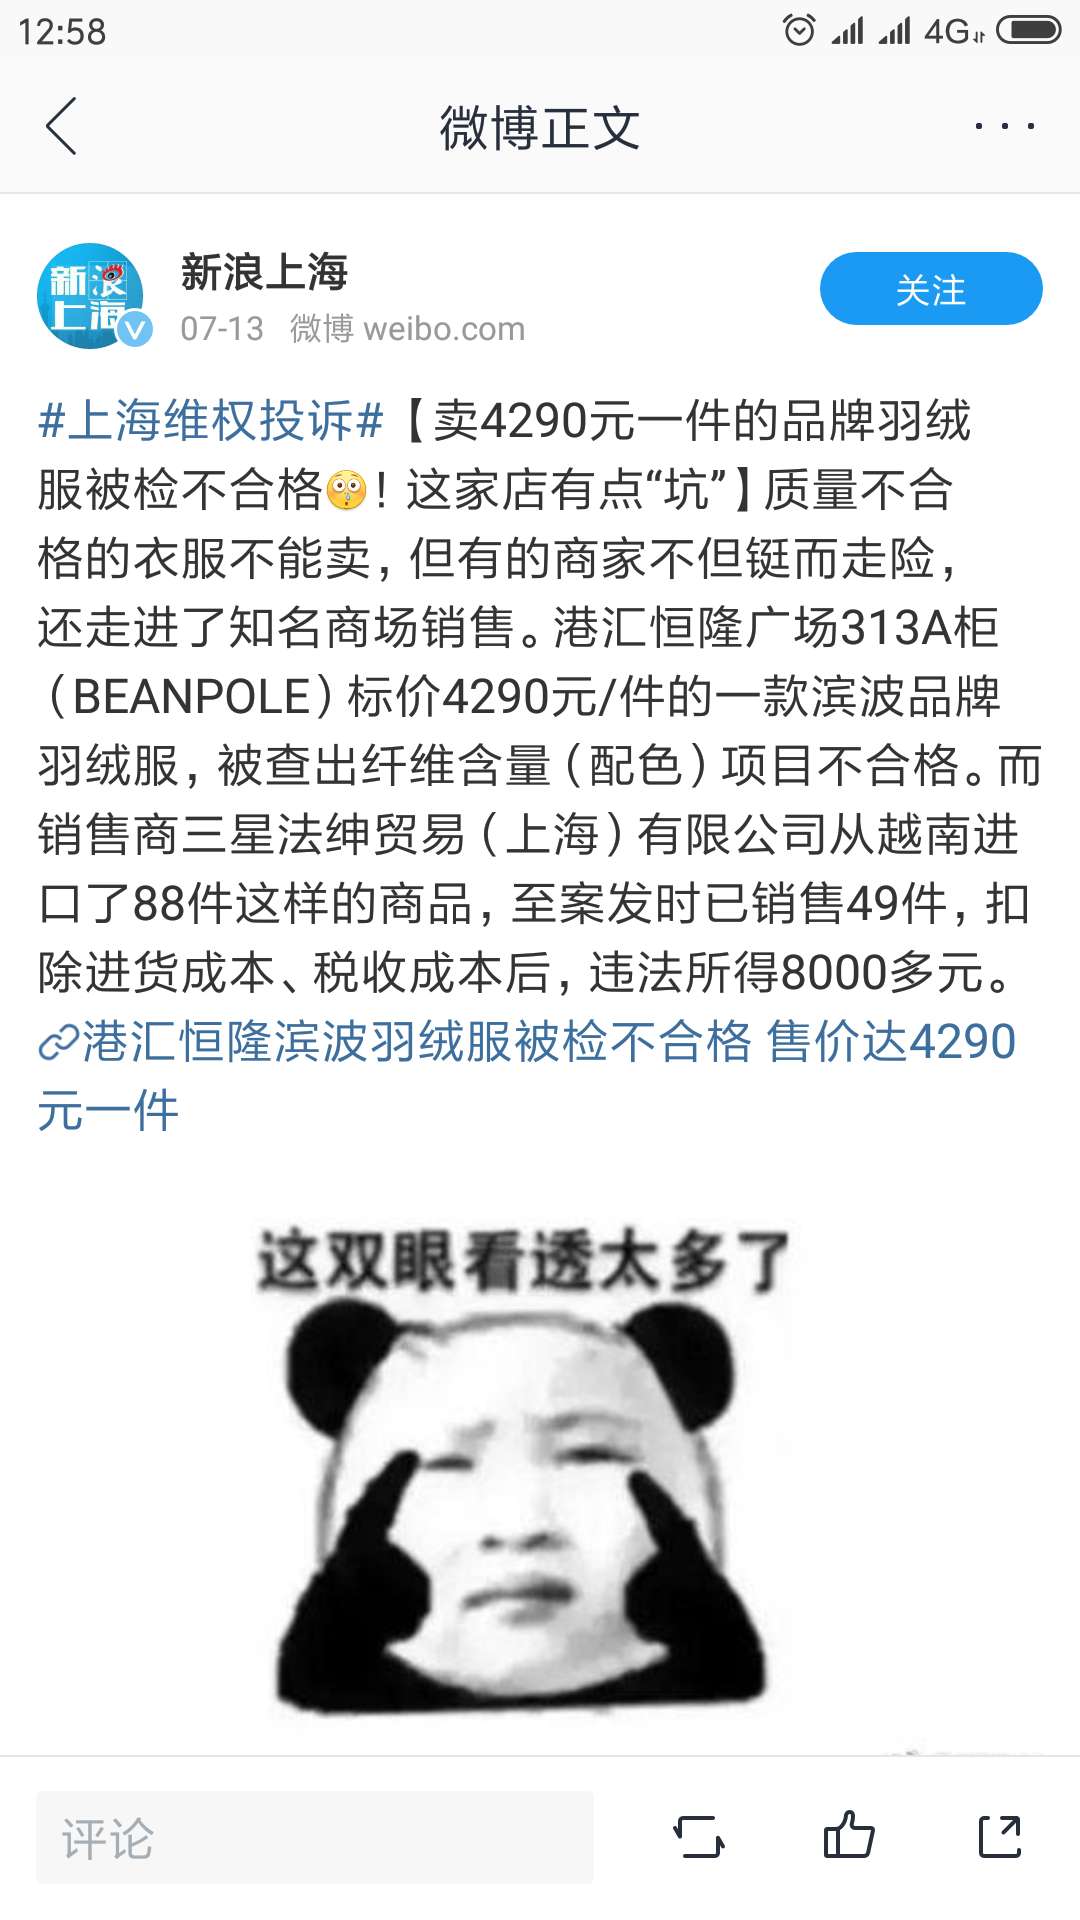 12:58
4G
微博正文
新浪上海
新浪
上海
07-13 微博 weibo.com
关注
#上海维权投诉#【卖4290元一件的品牌羽绒
服被检不合格！这家店有点“坑”】质量不合
格的衣服不能卖，但有的商家不但铤而走险，
还走进了知名商场销售。港汇恒隆广场313A柜
（BEANPOLE）标价4290元/件的一款滨波品牌
羽绒服，被查出纤维含量（配色）项目不合格。而
销售商三星法绅贸易（上海）有限公司从越南进
口了88件这样的商品，至案发时已销售49件，扣
除进货成本、税收成本后，违法所得8000多元。
港汇恒隆滨波羽绒服被检不合格 售价达4290
元一件
这双眼看透太多了
评论